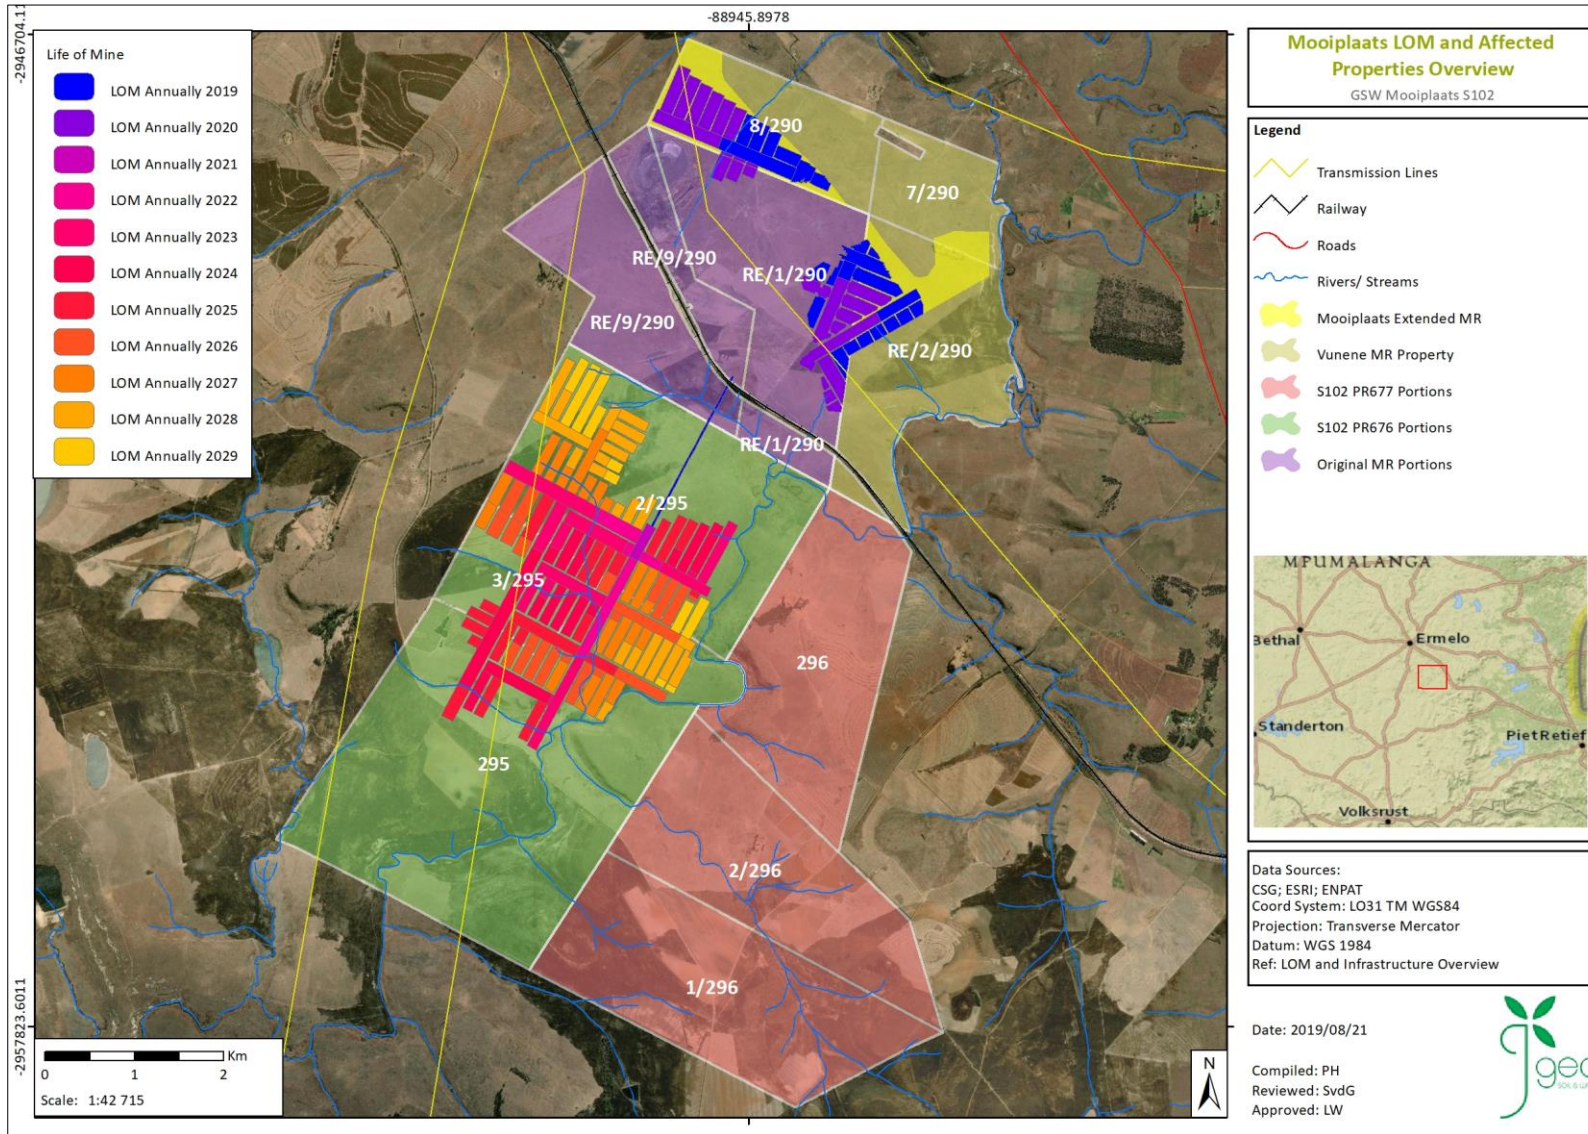 -88945.8978
-2946704.11
-2957823.6011
Life of Mine
LOM Annually 2019
LOM Annually 2020
LOM Annually 2021
LOM Annually 2022
LOM Annually 2023
LOM Annually 2024
LOM Annually 2025
LOM Annually 2026
LOM Annually 2027
LOM Annually 2028
LOM Annually 2029
8/290
7/290
RE/9/290
RE/1/290
RE/9/290
RE/2/290
RE/1/290
2/295
3/295
296
295
2/296
1/296
Km
0 1 2
Scale: 1:42 715
N
Mooiplaats LOM and Affected
Properties Overview
GSW Mooiplaats S102
Legend
Transmission Lines
Railway
Roads
Rivers/ Streams
Mooiplaats Extended MR
Vunene MR Property
S102 PR677 Portions
S102 PR676 Portions
Original MR Portions
MPUMALANGA
Bethal
Ermelo
Standerton
Piet Retief
Volksrust
Data Sources:
CSG; ESRI; ENPAT
Coord System: LO31 TM WGS84
Projection: Transverse Mercator
Datum: WGS 1984
Ref: LOM and Infrastructure Overview
Date: 2019/08/21
Compiled: PH
Reviewed: SvdG
Approved: LW
geo